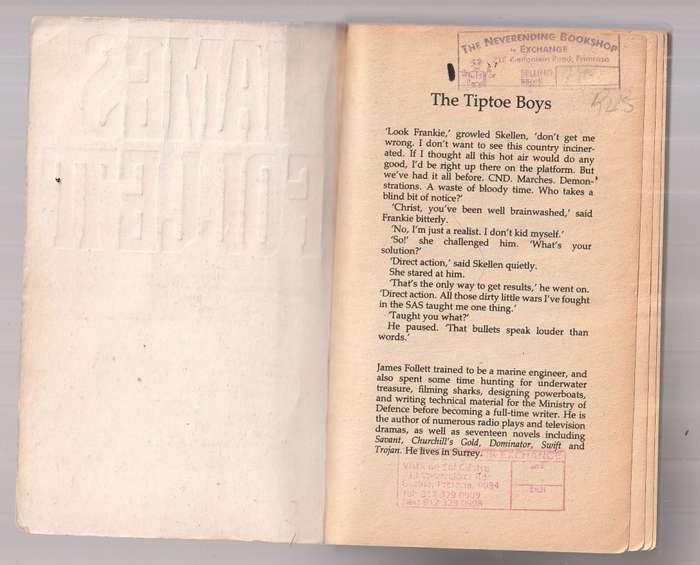 THE NEVERENDING BOOKSHOP
EXCHANGE
Road, Primrose
SELLING
The Tiptoe Boys
'Look Frankie,' growled Skellen, 'don't get me
wrong. I don't want to see this country inciner-
ated. If I thought all this hot air would do any
good, I'd be right up there on the platform. But
we've had it all before. CND. Marches. Demon-
strations. A waste of bloody time. Who takes a
blind bit of notice?'
'Christ, you've been well brainwashed,' said
Frankie bitterly.
'No, I'm just a realist. I don't kid myself.'
'So!' she challenged him. 'What's your
solution?'
'Direct action,' said Skellen quietly.
She stared at him.
'That's the only way to get results,' he went on.
'Direct action. All those dirty little wars I've fought
in the SAS taught me one thing.'
'Taught you what?'
He paused. 'That bullets speak louder than
words.'
James Follett trained to be a marine engineer, and
also spent some time hunting for underwater
treasure, filming sharks, designing powerboats,
and writing technical material for the Ministry of
Defence before becoming a full-time writer. He is
the author of numerous radio plays and television
dramas, as well as seventeen novels including
Savant, Churchill's Gold, Dominator, Swift and
Trojan. He lives in Surrey.
EXCHANGE
JAMES
FOLLETT